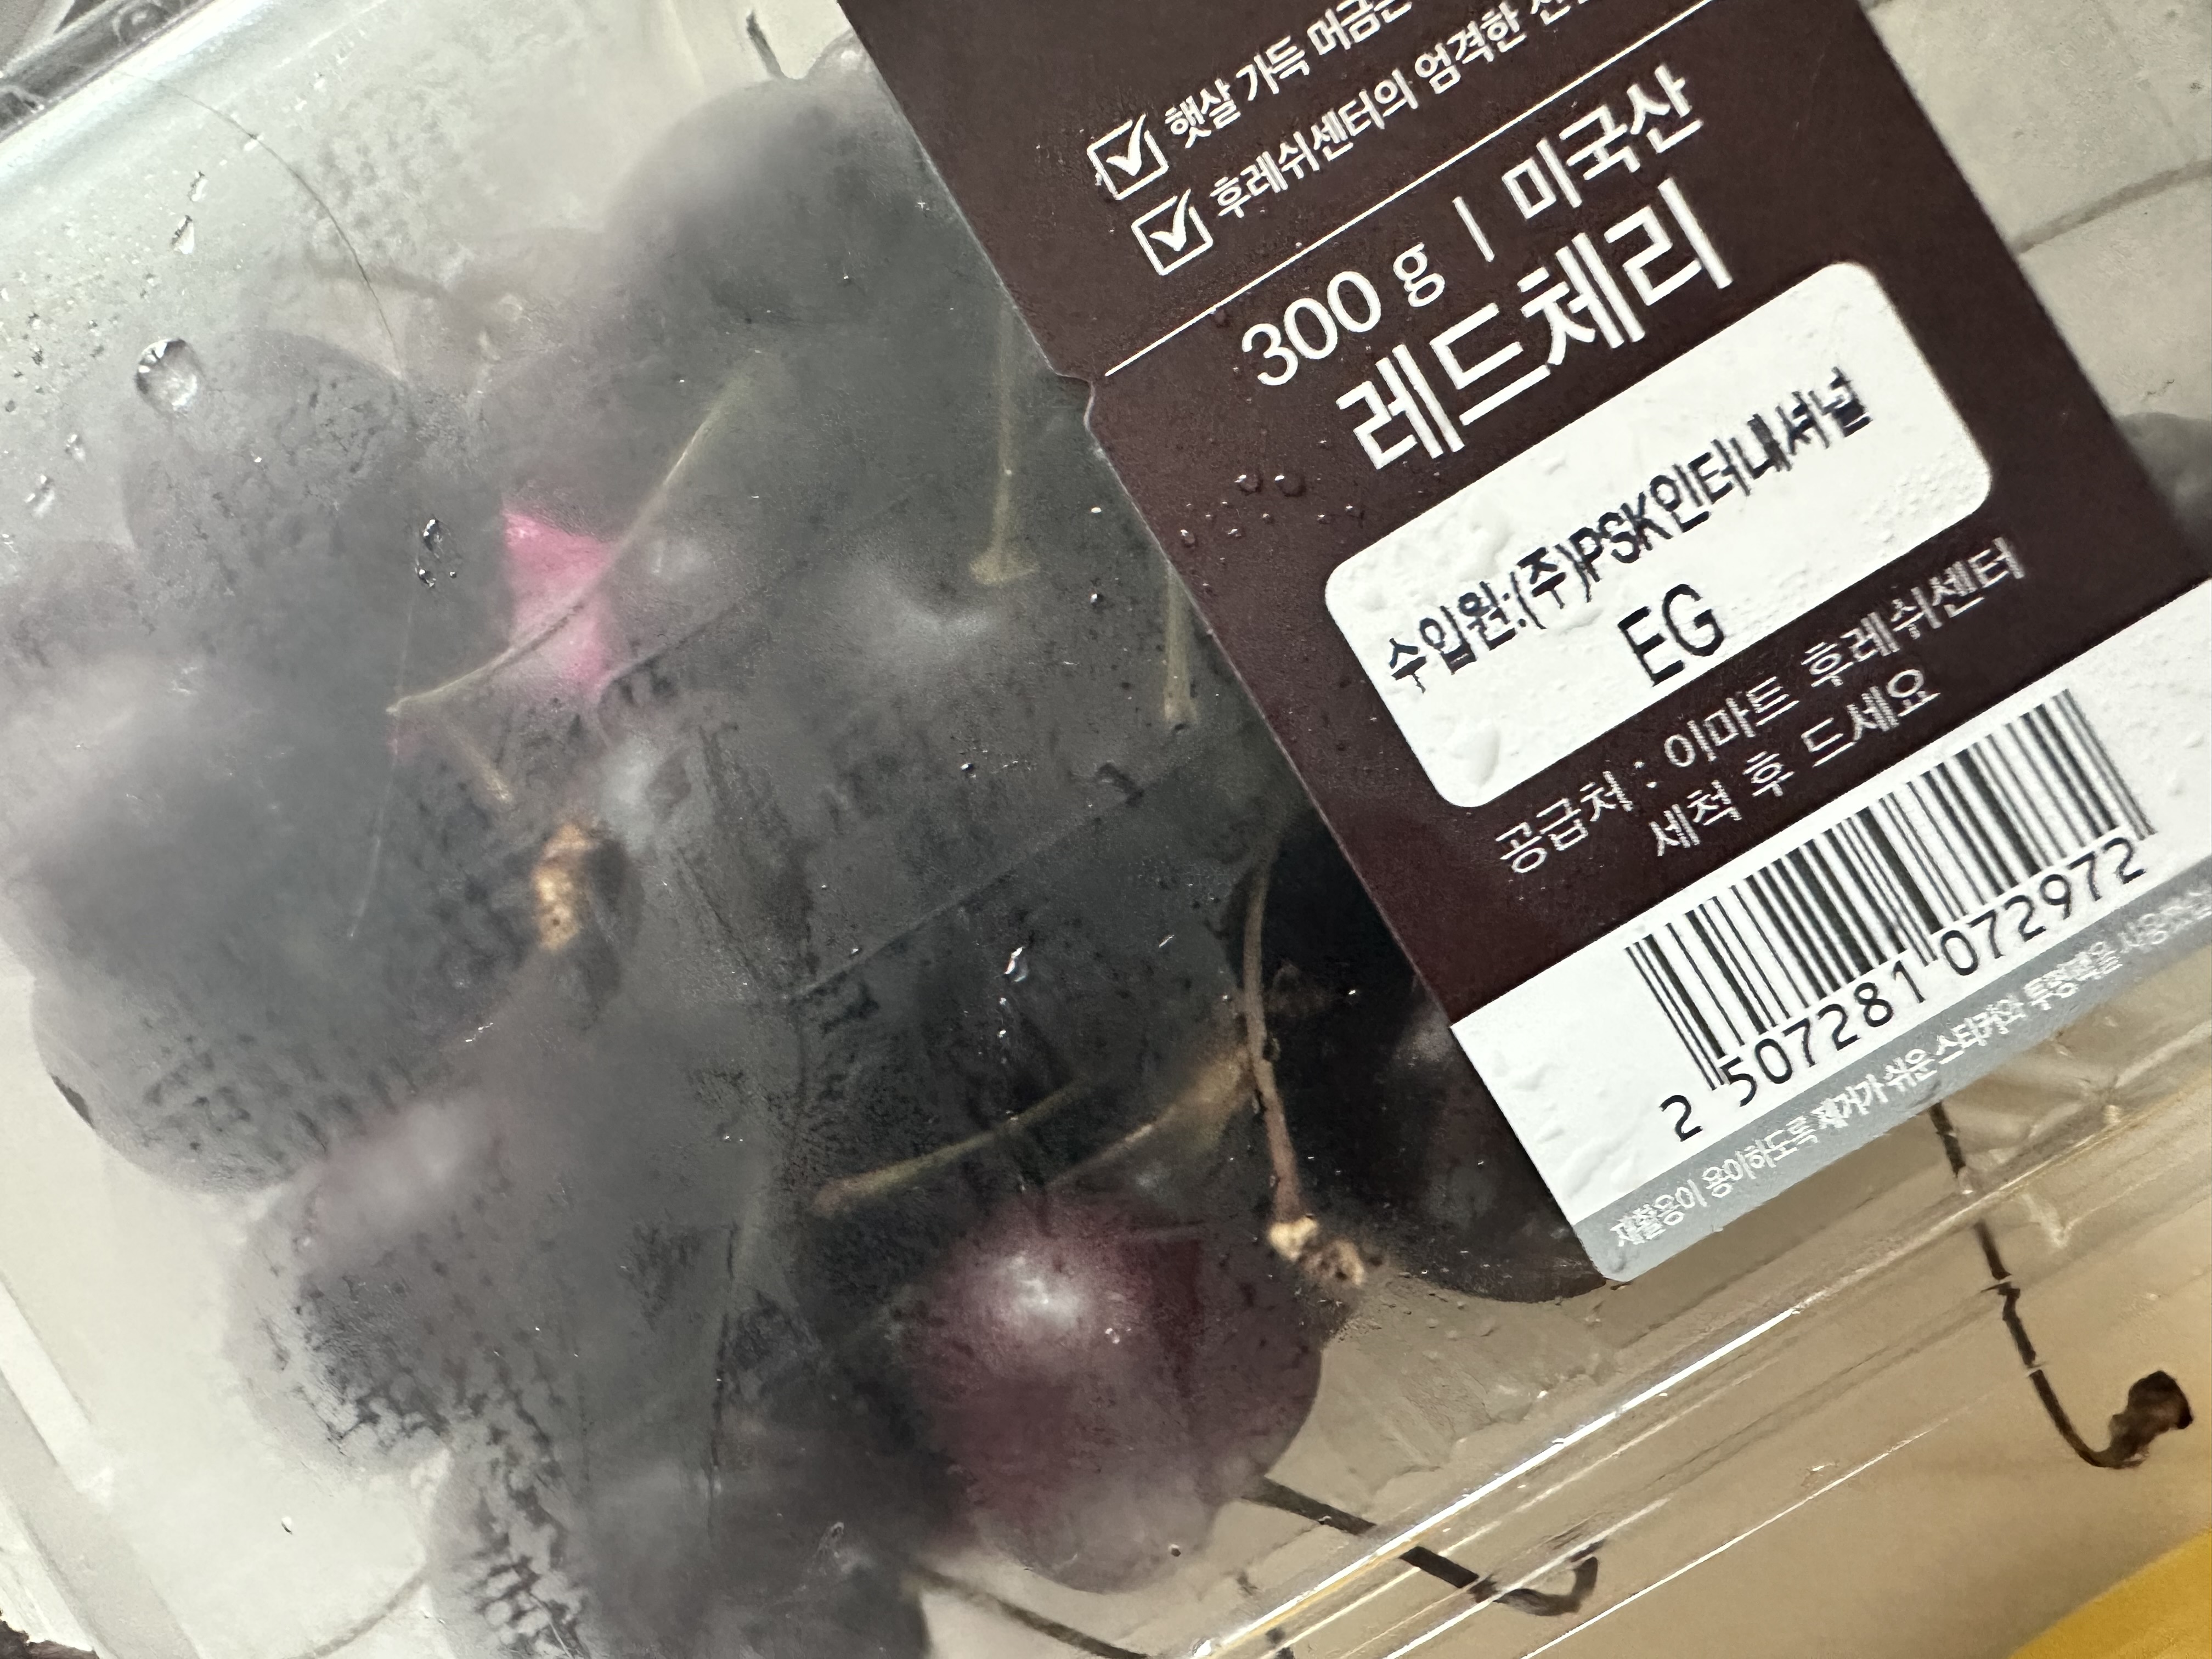 햇살 가득 머금은
후레쉬센터의 엄격한
300 g | 미국산
레드체리
수입원:(주)PSK인터내셔널
EG
공급처 : 이마트 후레쉬센터
세척 후 드세요
2 507281 072972
재활용이 용이하도록 제거가 쉬운 스티커와 투명팩을